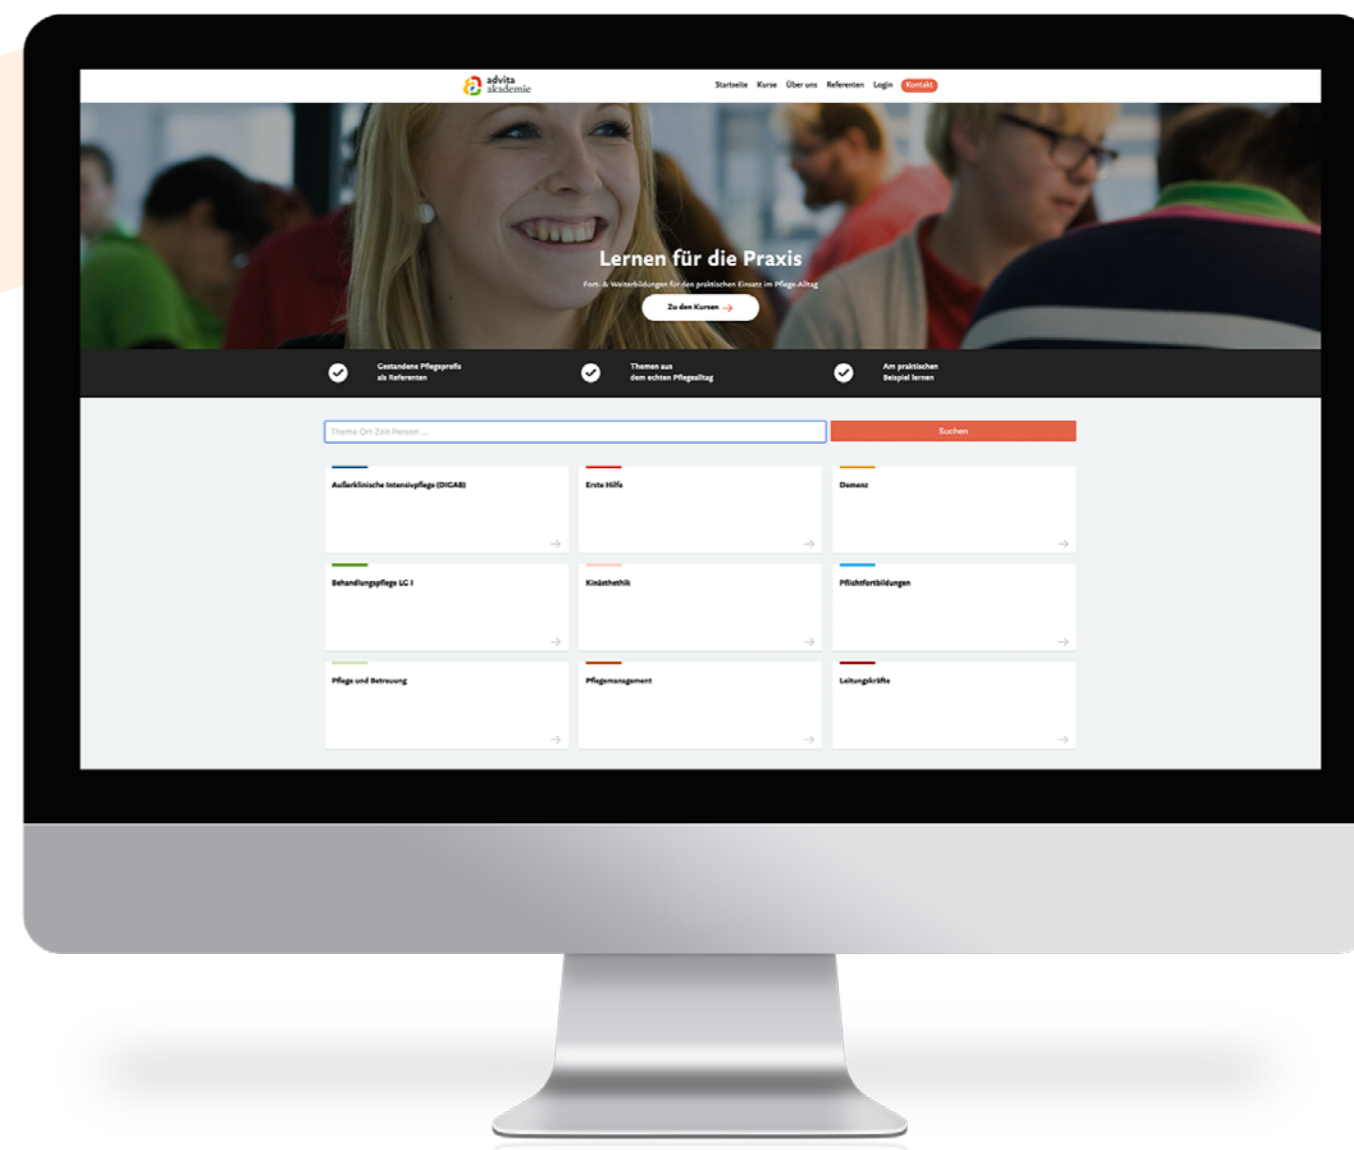 advita
akademie
Startseite Kurse Über uns Referenten Login Kontakt
Lernen für die Praxis
Fort- & Weiterbildungen für den praktischen Einsatz im Pflege-Alltag
Zu den Kursen →
Gestandene Pflegeprofis
als Referenten
Themen aus
dem echten Pflegealltag
Am praktischen
Beispiel lernen
Thema Ort Zeit Person ...
Suchen
Außerklinische Intensivpflege (DIGAB)
Erste Hilfe
Demenz
Behandlungspflege LG I
Kinästhethik
Pflichtfortbildungen
Pflege und Betreuung
Pflegemanagement
Leitungskräfte